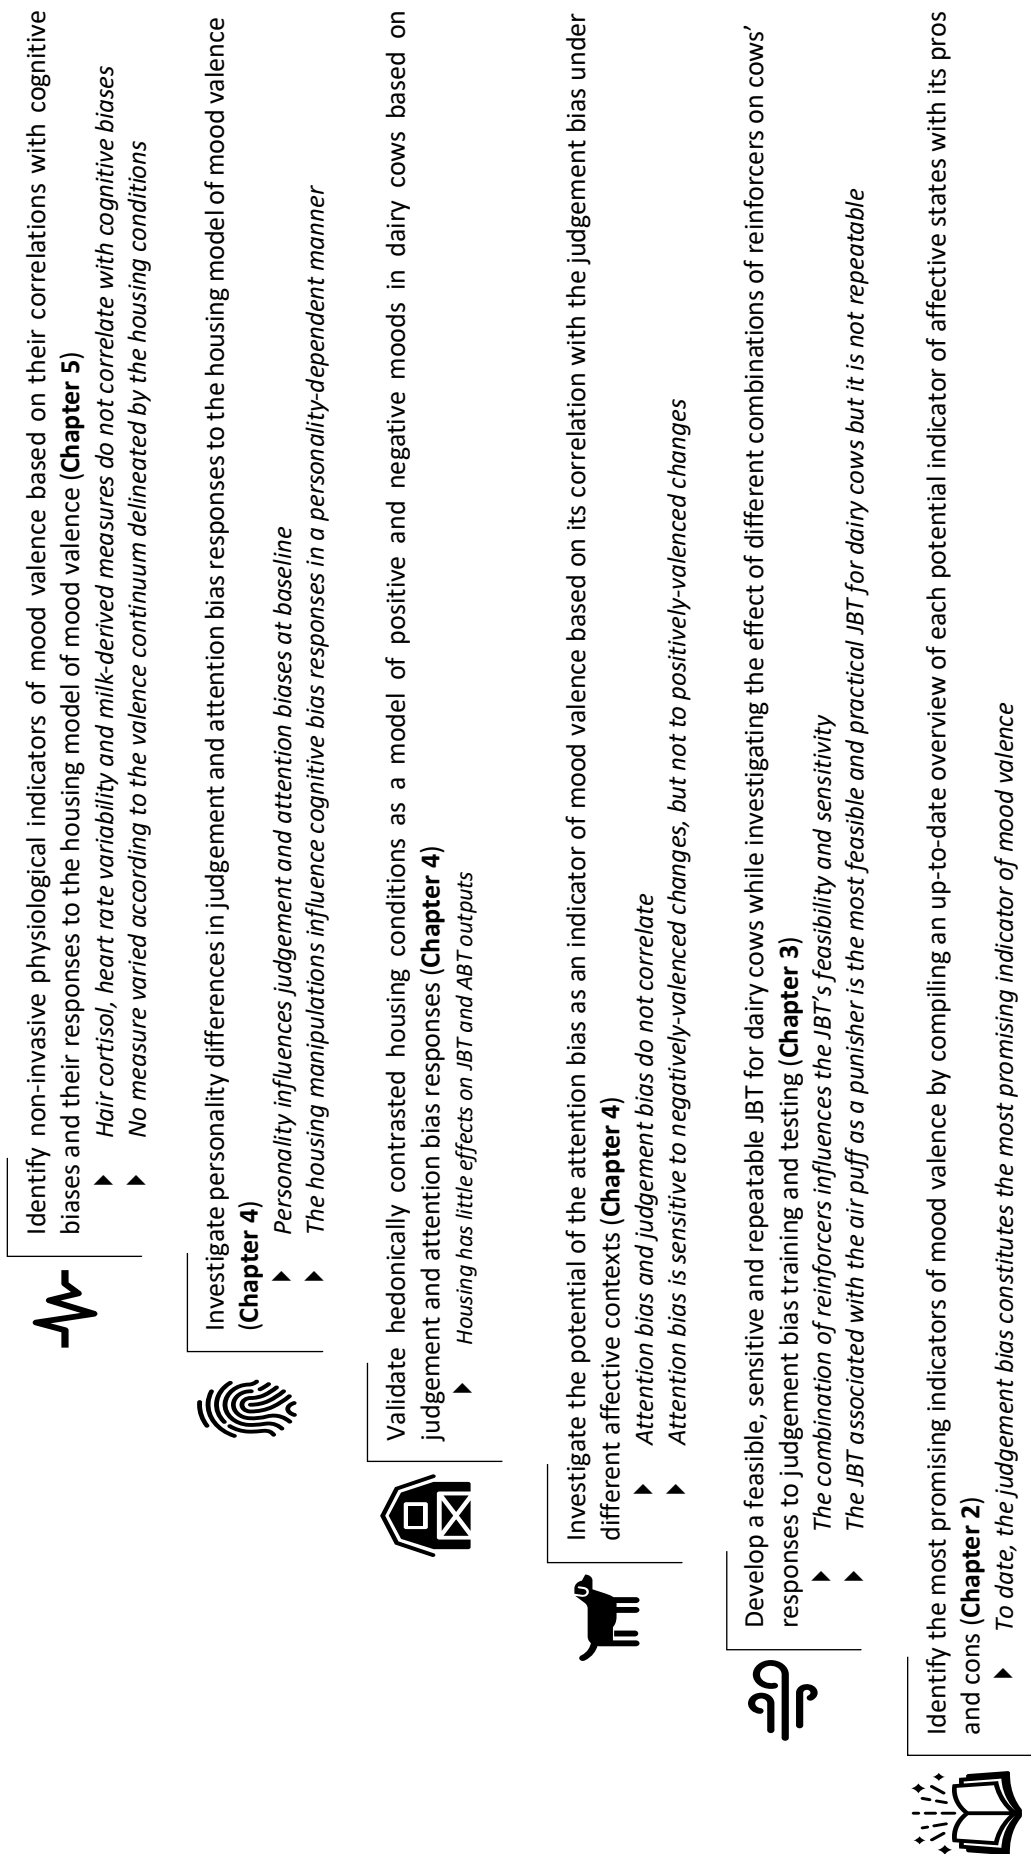 Identify non-invasive physiological indicators of mood valence based on their correlations with cognitive
biases and their responses to the housing model of mood valence (Chapter 5)
Hair cortisol, heart rate variability and milk-derived measures do not correlate with cognitive biases
No measure varied according to the valence continuum delineated by the housing conditions
Investigate personality differences in judgement and attention bias responses to the housing model of mood valence
(Chapter 4)
Personality influences judgement and attention biases at baseline
The housing manipulations influence cognitive bias responses in a personality-dependent manner
Validate hedonically contrasted housing conditions as a model of positive and negative moods in dairy cows based on
judgement and attention bias responses (Chapter 4)
Housing has little effects on JBT and ABT outputs
Investigate the potential of the attention bias as an indicator of mood valence based on its correlation with the judgement bias under
different affective contexts (Chapter 4)
Attention bias and judgement bias do not correlate
Attention bias is sensitive to negatively-valenced changes, but not to positively-valenced changes
Develop a feasible, sensitive and repeatable JBT for dairy cows while investigating the effect of different combinations of reinforcers on cows'
responses to judgement bias training and testing (Chapter 3)
The combination of reinforcers influences the JBT's feasibility and sensitivity
The JBT associated with the air puff as a punisher is the most feasible and practical JBT for dairy cows but it is not repeatable
Identify the most promising indicators of mood valence by compiling an up-to-date overview of each potential indicator of affective states with its pros
and cons (Chapter 2)
To date, the judgement bias constitutes the most promising indicator of mood valence